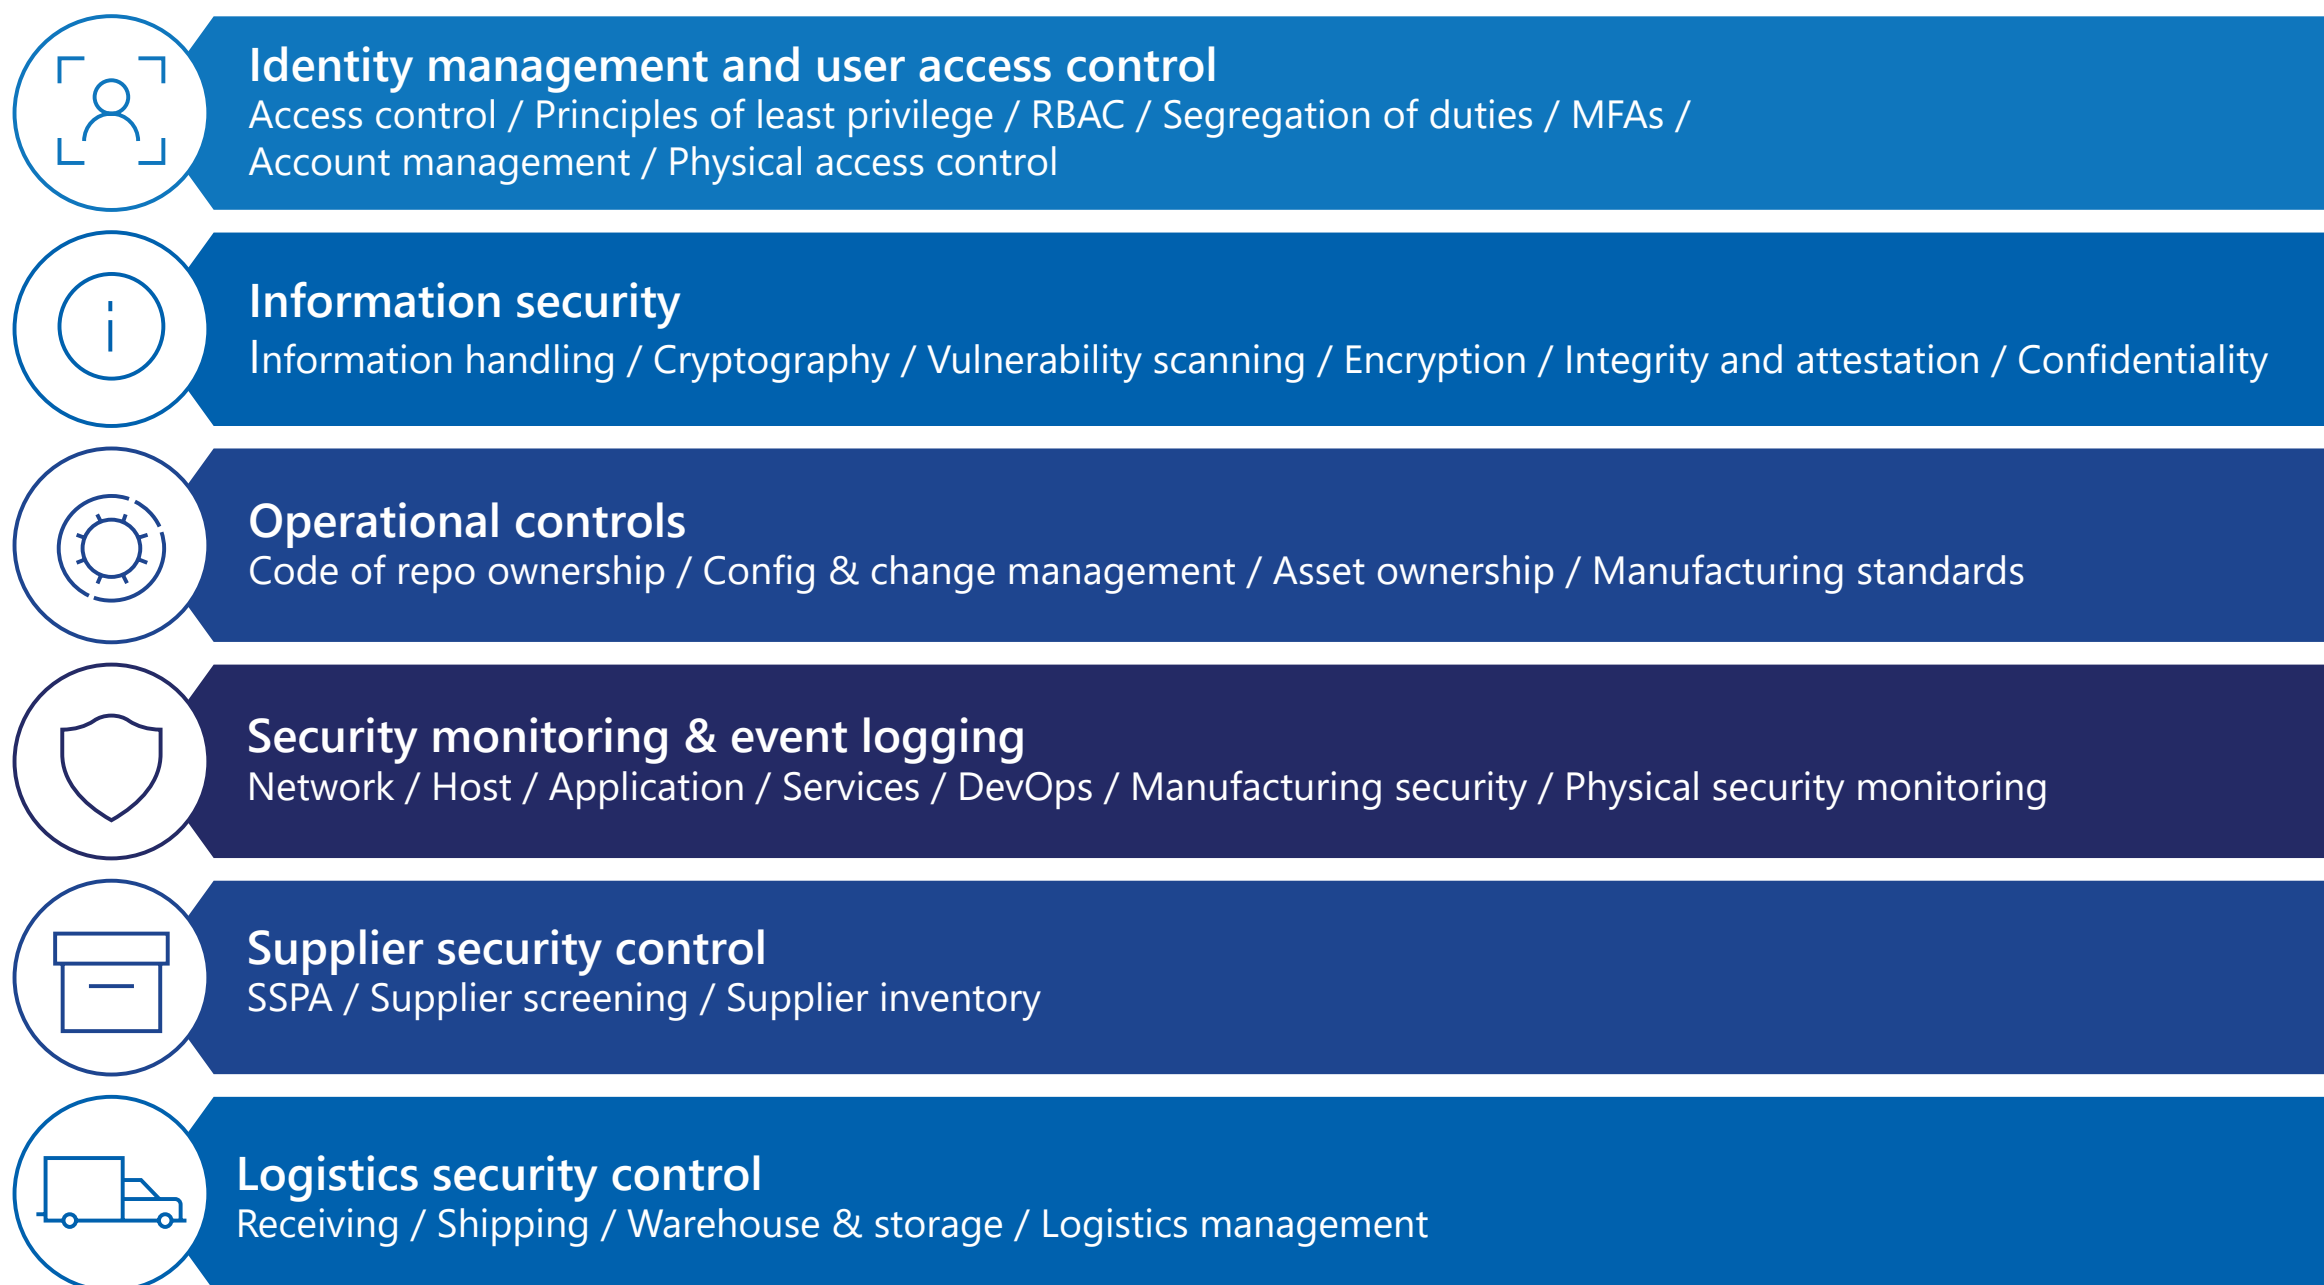 Identity management and user access control
Access control / Principles of least privilege / RBAC / Segregation of duties / MFAs /
Account management / Physical access control
Information security
Information handling / Cryptography / Vulnerability scanning / Encryption / Integrity and attestation / Confidentiality
Operational controls
Code of repo ownership / Config & change management / Asset ownership / Manufacturing standards
Security monitoring & event logging
Network / Host / Application / Services / DevOps / Manufacturing security / Physical security monitoring
Supplier security control
SSPA / Supplier screening / Supplier inventory
Logistics security control
Receiving / Shipping / Warehouse & storage / Logistics management